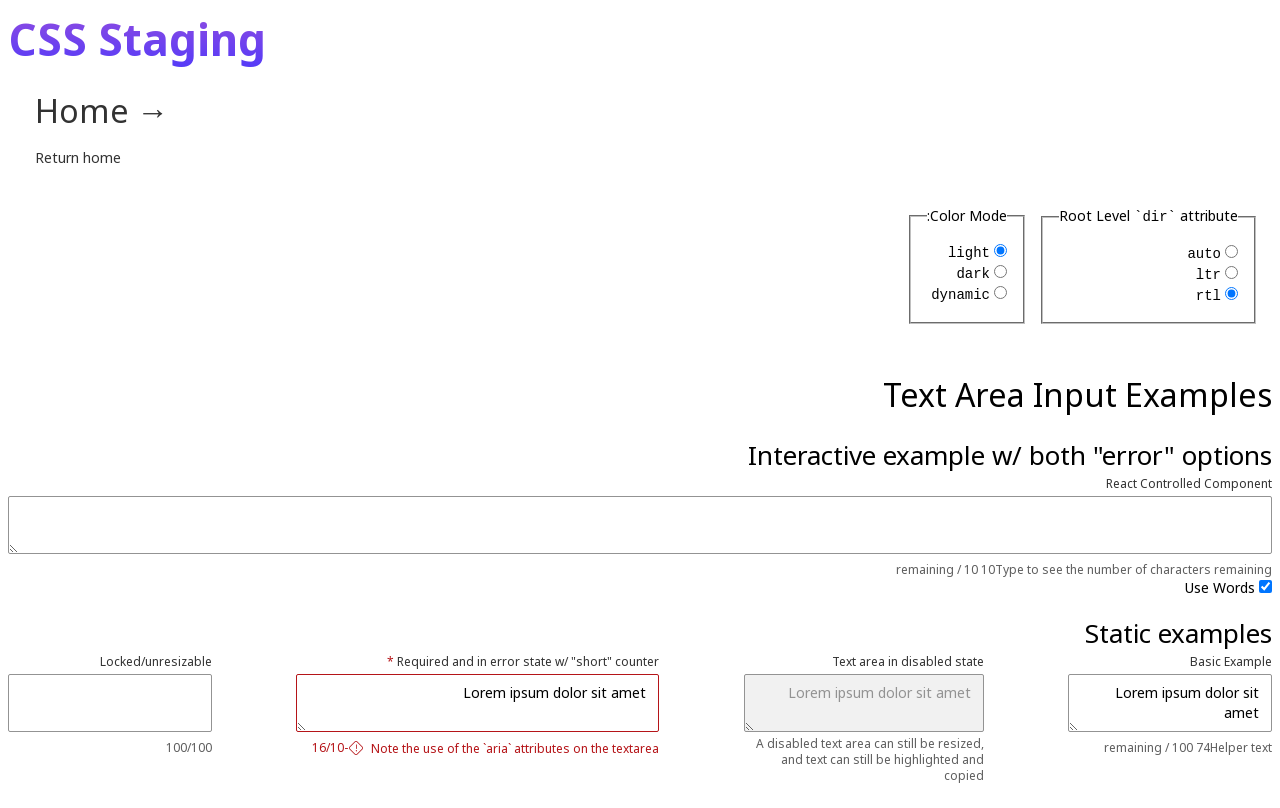 CSS Staging
Home →
Return home
:Color Mode
light
dark
dynamic
Root Level `dir` attribute
auto
ltr
rtl
Text Area Input Examples
Interactive example w/ both "error" options
React Controlled Component
remaining / 10 10Type to see the number of characters remaining
Use Words
Static examples
Basic Example
Lorem ipsum dolor sit
amet
remaining / 100 74Helper text
Text area in disabled state
Lorem ipsum dolor sit amet
A disabled text area can still be resized,
and text can still be highlighted and
copied
* Required and in error state w/ "short" counter
Lorem ipsum dolor sit amet
16/10- Note the use of the `aria` attributes on the textarea
Locked/unresizable
100/100